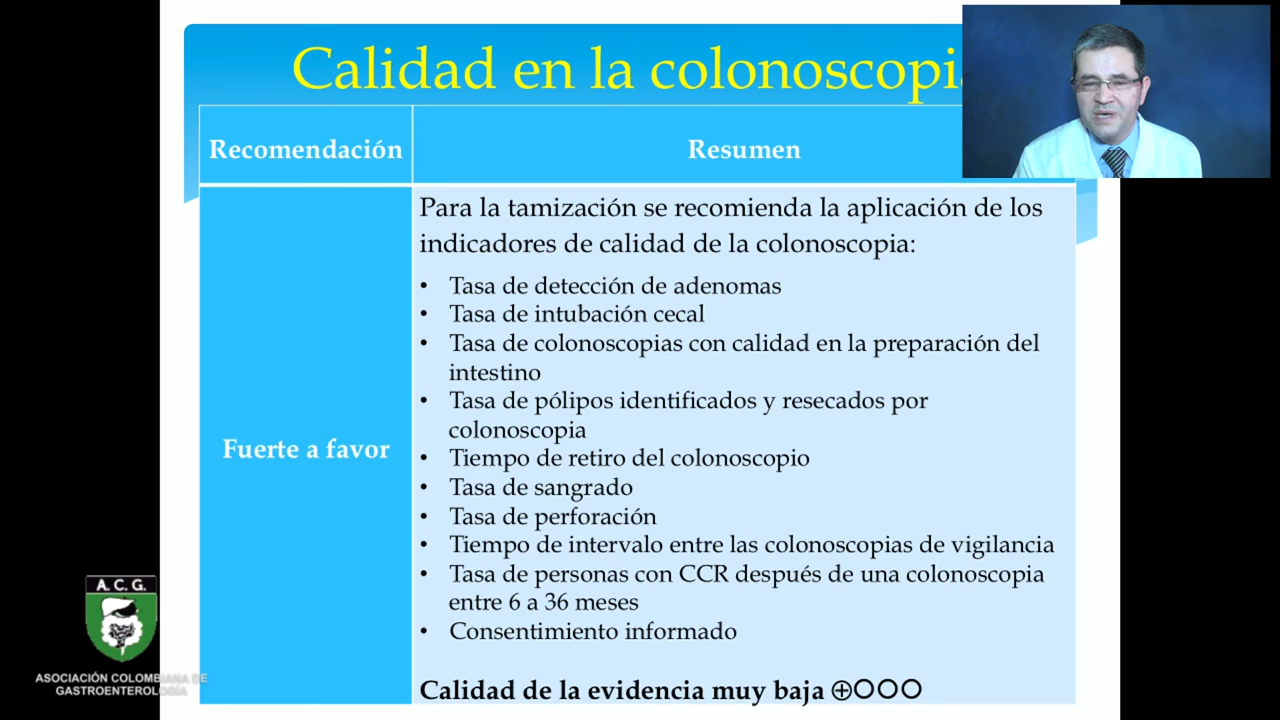 Calidad en la colonoscopi
Recomendación
Resumen
Fuerte a favor
Para la tamización se recomienda la aplicación de los
indicadores de calidad de la colonoscopia:
• Tasa de detección de adenomas
• Tasa de intubación cecal
• Tasa de colonoscopias con calidad en la preparación del
intestino
• Tasa de pólipos identificados y resecados por
colonoscopia
• Tiempo de retiro del colonoscopio
• Tasa de sangrado
• Tasa de perforación
• Tiempo de intervalo entre las colonoscopias de vigilancia
• Tasa de personas con CCR después de una colonoscopia
entre 6 a 36 meses
• Consentimiento informado
Calidad de la evidencia muy baja ⊕〇〇〇
A.C.G.
ASOCIACIÓN COLOMBIANA DE
GASTROENTEROLOGÍA